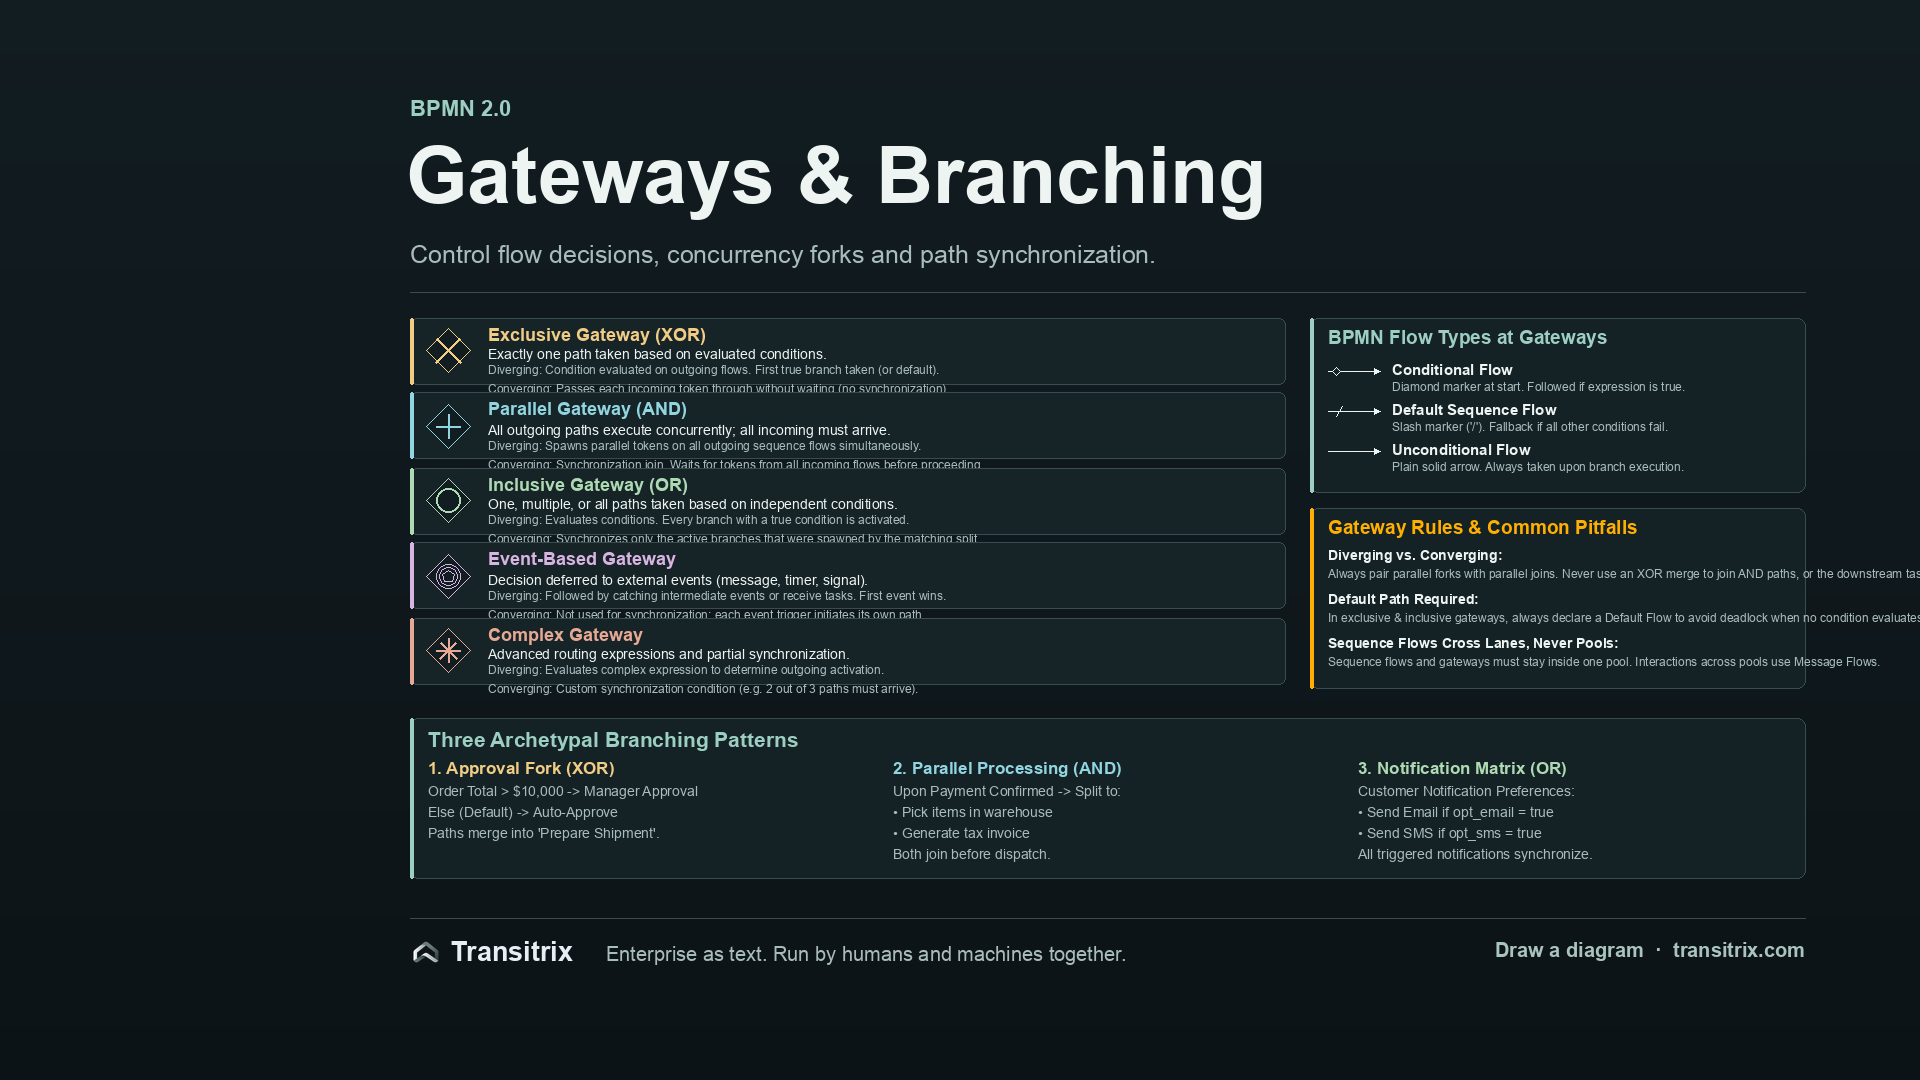 BPMN 2.0
Gateways & Branching
Control flow decisions, concurrency forks and path synchronization.
Exclusive Gateway (XOR)
Exactly one path taken based on evaluated conditions.
Diverging: Condition evaluated on outgoing flows. First true branch taken (or default).
Converging: Passes each incoming token through without waiting (no synchronization)
Parallel Gateway (AND)
All outgoing paths execute concurrently; all incoming must arrive.
Diverging: Spawns parallel tokens on all outgoing sequence flows simultaneously.
Converging: Synchronization join. Waits for tokens from all incoming flows before proceeding
Inclusive Gateway (OR)
One, multiple, or all paths taken based on independent conditions.
Diverging: Evaluates conditions. Every branch with a true condition is activated.
Converging: Synchronizes only the active branches that were spawned by the matching split
Event-Based Gateway
Decision deferred to external events (message, timer, signal).
Diverging: Followed by catching intermediate events or receive tasks. First event wins.
Converging: Not used for synchronization; each event trigger initiates its own path
Complex Gateway
Advanced routing expressions and partial synchronization.
Diverging: Evaluates complex expression to determine outgoing activation.
Converging: Custom synchronization condition (e.g. 2 out of 3 paths must arrive).
BPMN Flow Types at Gateways
Conditional Flow
Diamond marker at start. Followed if expression is true.
Default Sequence Flow
Slash marker ('/'). Fallback if all other conditions fail.
Unconditional Flow
Plain solid arrow. Always taken upon branch execution.
Gateway Rules & Common Pitfalls
Diverging vs. Converging:
Always pair parallel forks with parallel joins. Never use an XOR merge to join AND paths, or the downstream
Default Path Required:
In exclusive & inclusive gateways, always declare a Default Flow to avoid deadlock when no condition evaluates
Sequence Flows Cross Lanes, Never Pools:
Sequence flows and gateways must stay inside one pool. Interactions across pools use Message Flows.
Three Archetypal Branching Patterns
1. Approval Fork (XOR)
Order Total > $10,000 -> Manager Approval
Else (Default) -> Auto-Approve
Paths merge into 'Prepare Shipment'.
2. Parallel Processing (AND)
Upon Payment Confirmed -> Split to:
• Pick items in warehouse
• Generate tax invoice
Both join before dispatch.
3. Notification Matrix (OR)
Customer Notification Preferences:
• Send Email if opt_email = true
• Send SMS if opt_sms = true
All triggered notifications synchronize.
Transitrix
Enterprise as text. Run by humans and machines together.
Draw a diagram · transitrix.com